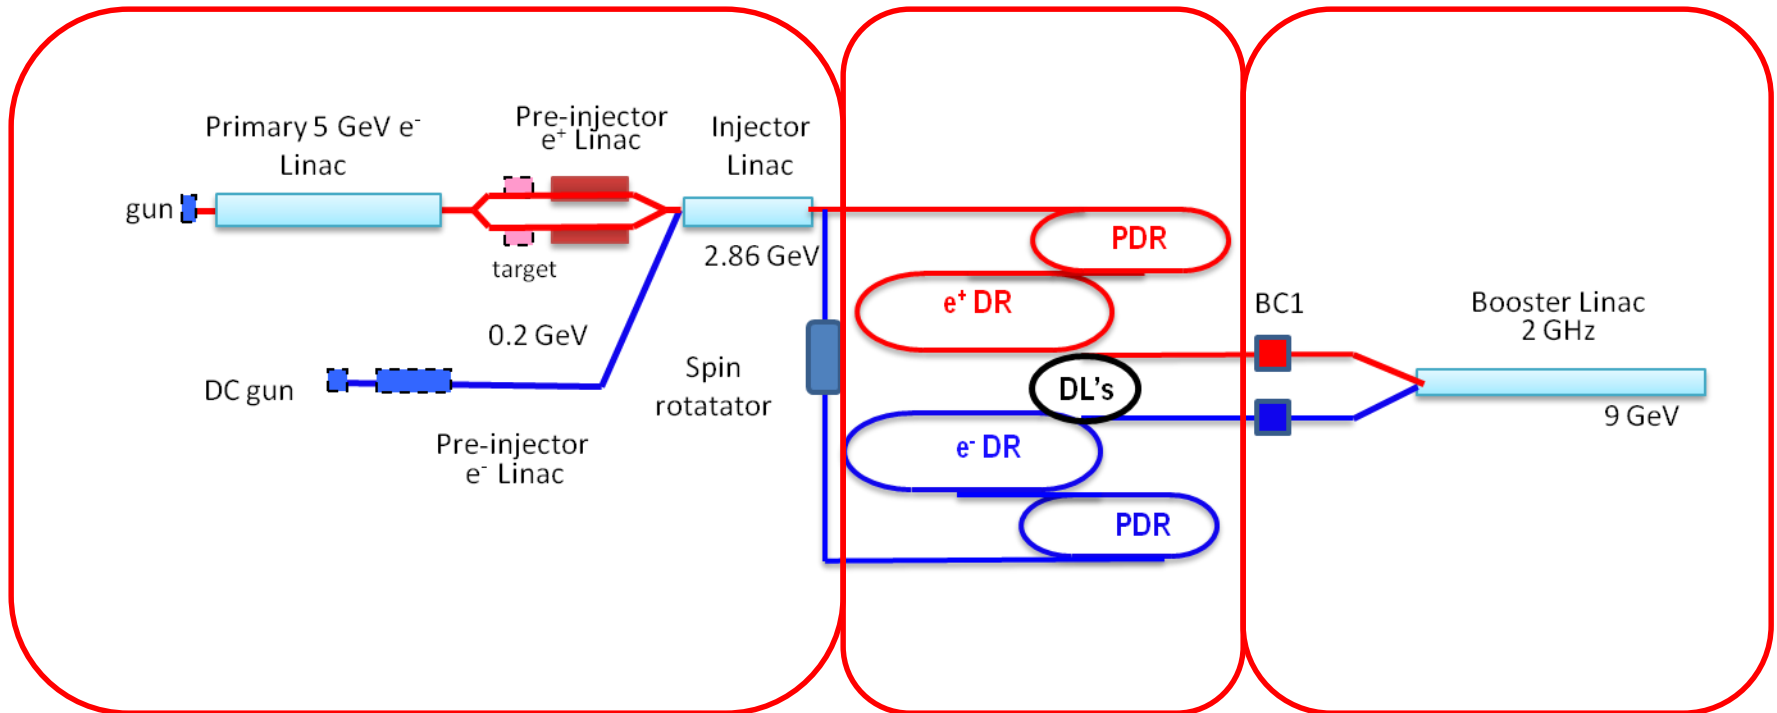 Primary 5 GeV e-
Linac
Pre-injector
e+ Linac
Injector
Linac
gun
target
2.86 GeV
0.2 GeV
DC gun
Pre-injector
e- Linac
Spin
rotatator
PDR
e+ DR
DL's
e- DR
PDR
BC1
Booster Linac
2 GHz
9 GeV